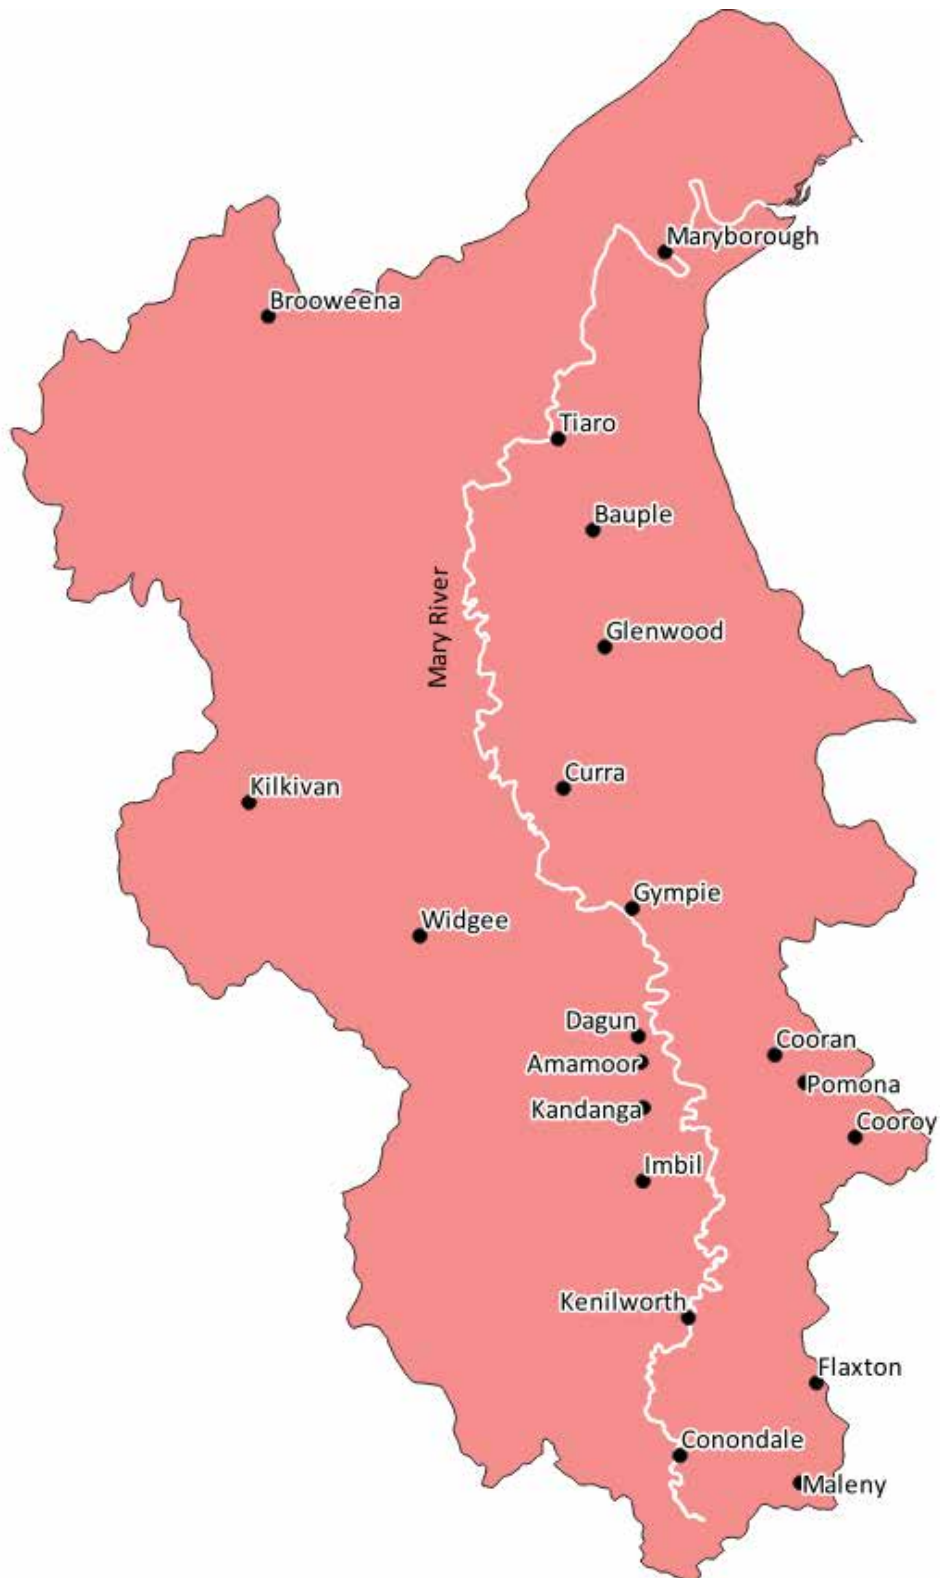 Maryborough
Brooweena
Tiaro
Bauple
Mary River
Glenwood
Curra
Kilkivan
Gympie
Widgee
Dagun
Cooran
Amamoor
Pomona
Kandanga
Cooroy
Imbil
Kenilworth
Flaxton
Conondale
Maleny